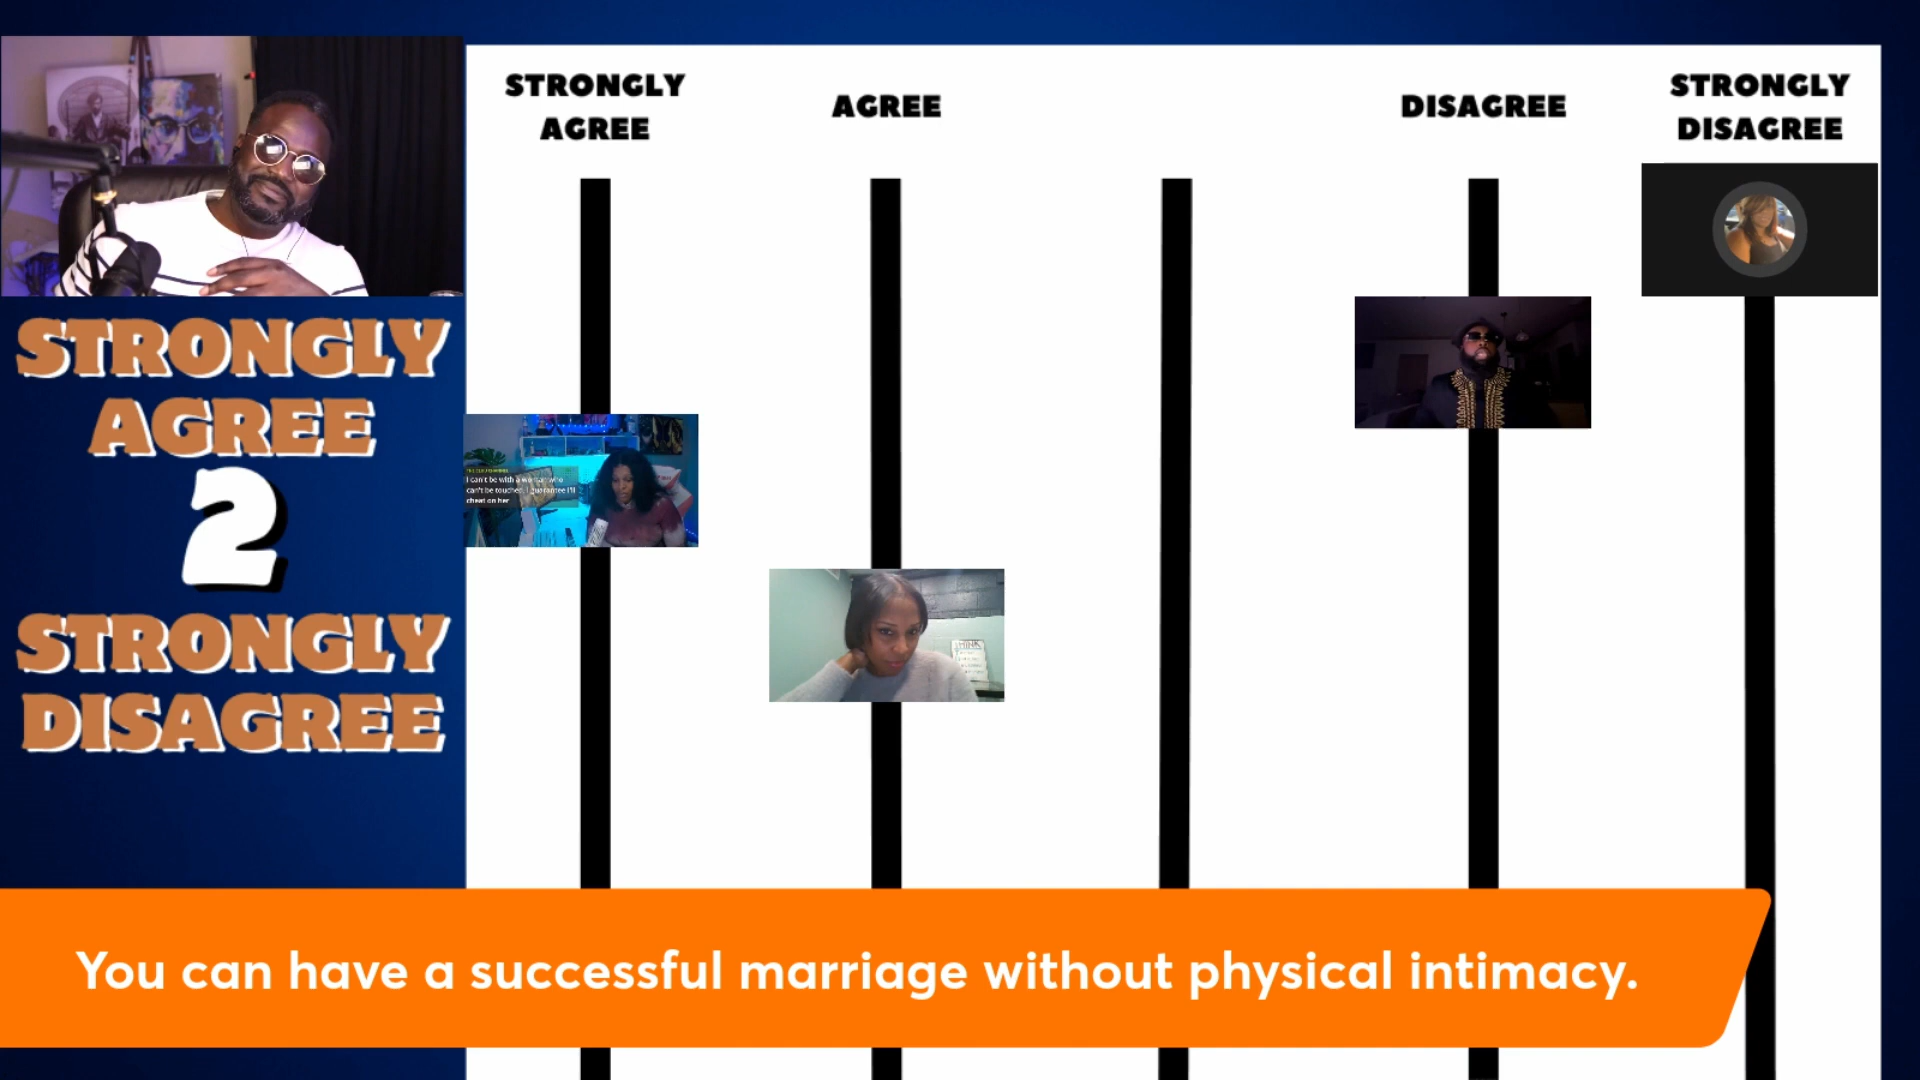 STRONGLY
AGREE
AGREE
DISAGREE
STRONGLY
DISAGREE
STRONGLY
AGREE
2
STRONGLY
DISAGREE
I can't be with a woman who
can't be touched, I guarantee I'll
cheat on her
THINK
You can have a successful marriage without physical intimacy.